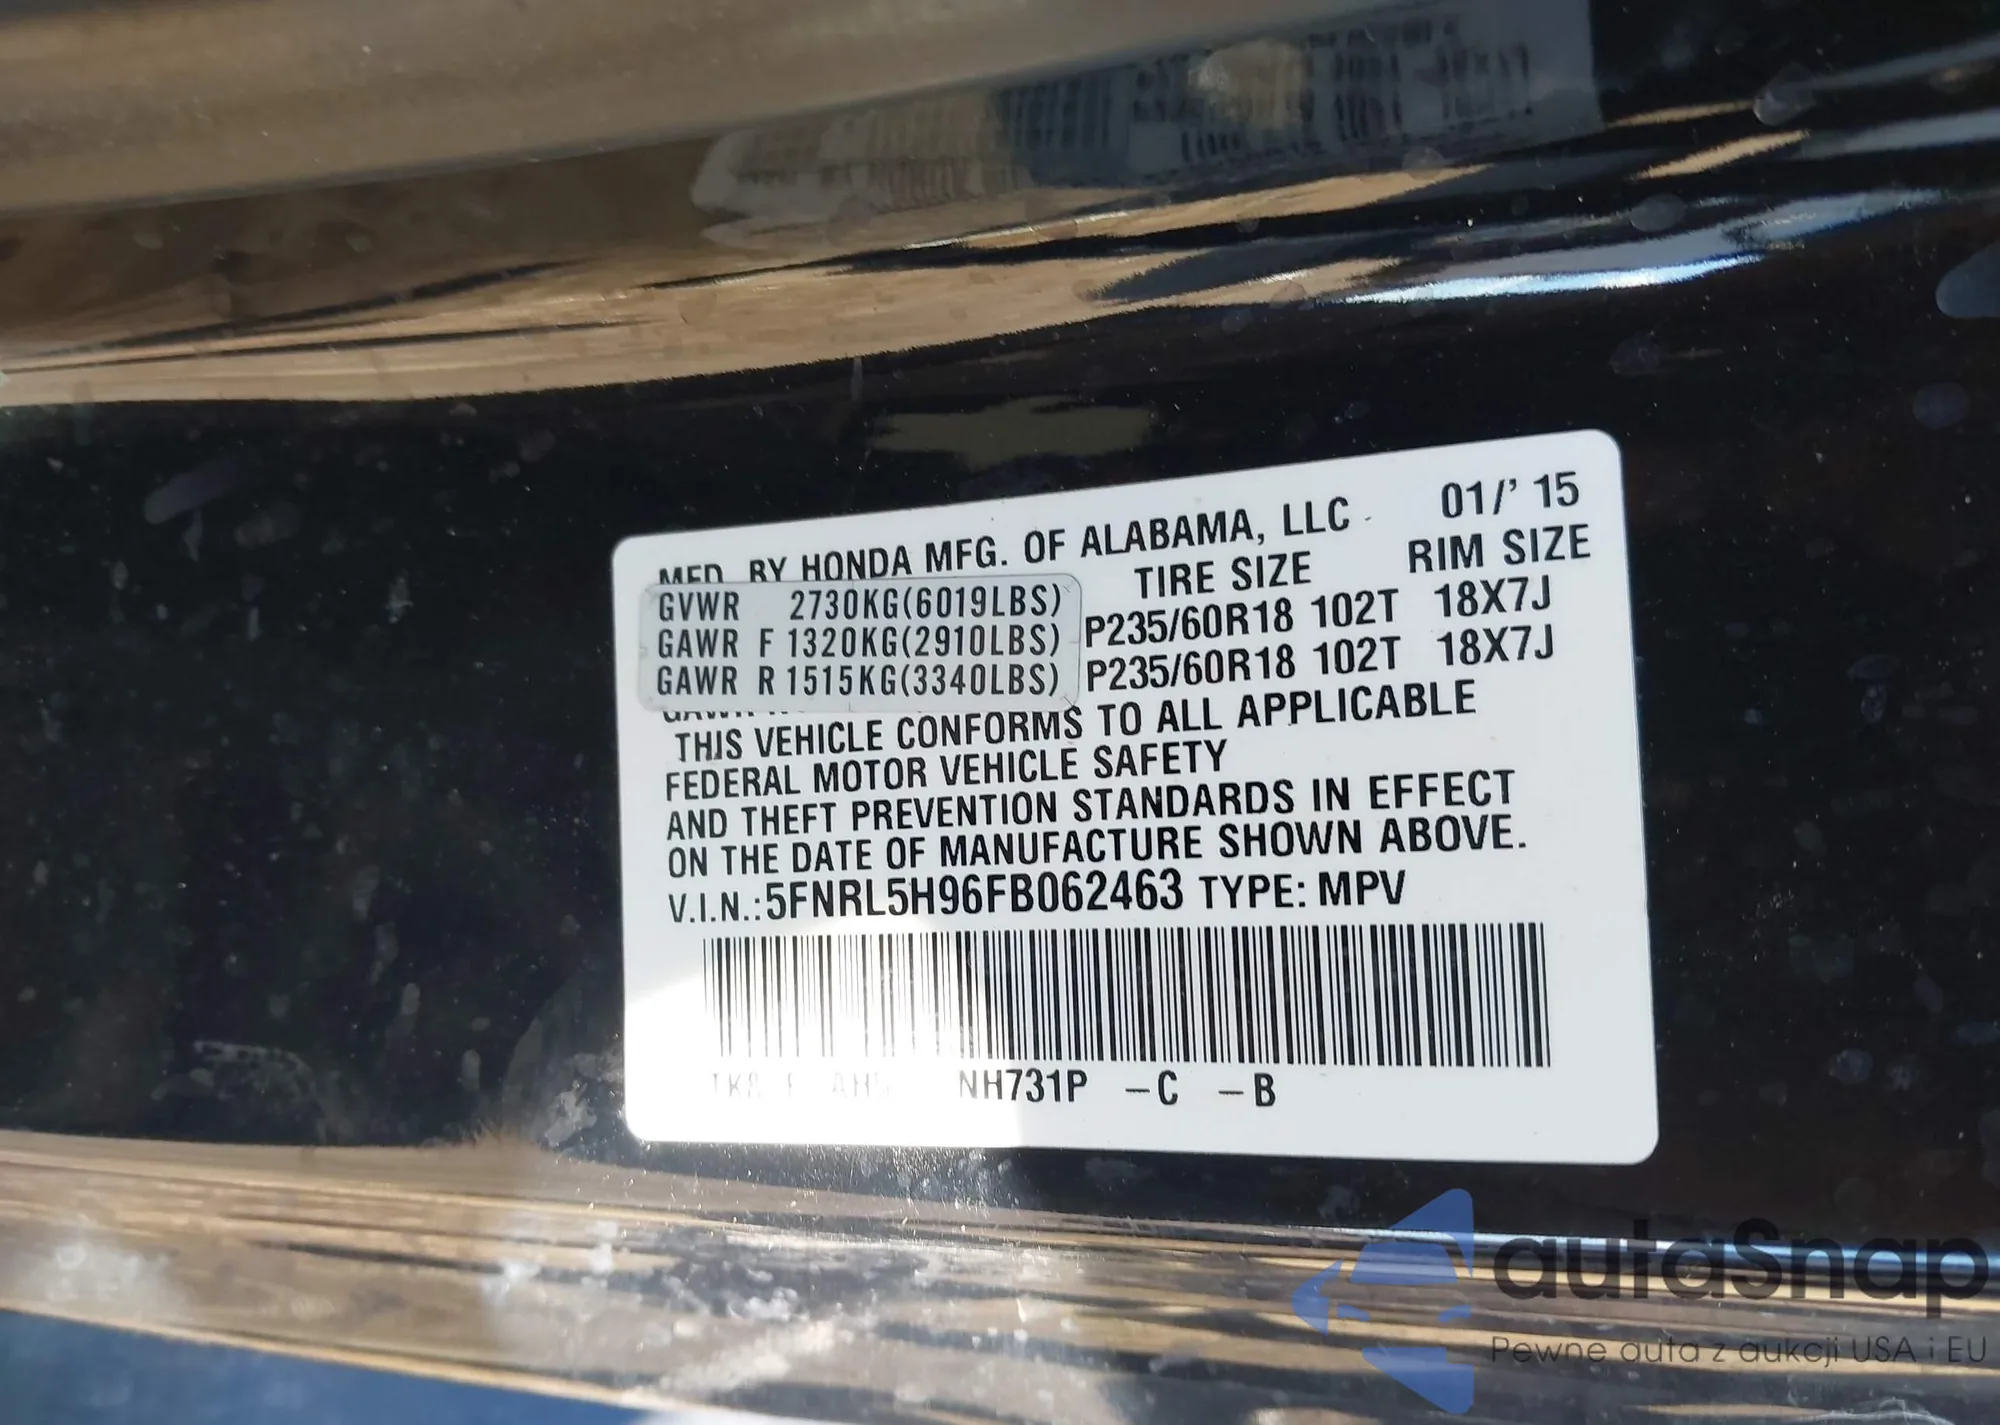 MFD. BY HONDA MFG. OF ALABAMA, LLC 01/' 15
TIRE SIZE RIM SIZE
GVWR 2730KG(6019LBS)
GAWR F 1320KG(2910LBS) P235/60R18 102T 18X7J
GAWR R 1515KG(3340LBS) P235/60R18 102T 18X7J
THIS VEHICLE CONFORMS TO ALL APPLICABLE
FEDERAL MOTOR VEHICLE SAFETY
AND THEFT PREVENTION STANDARDS IN EFFECT
ON THE DATE OF MANUFACTURE SHOWN ABOVE.
V.I.N.:5FNRL5H96FB062463 TYPE: MPV
NH731P -C -B
autaSnap
Pewne auta z aukcji USA i EU